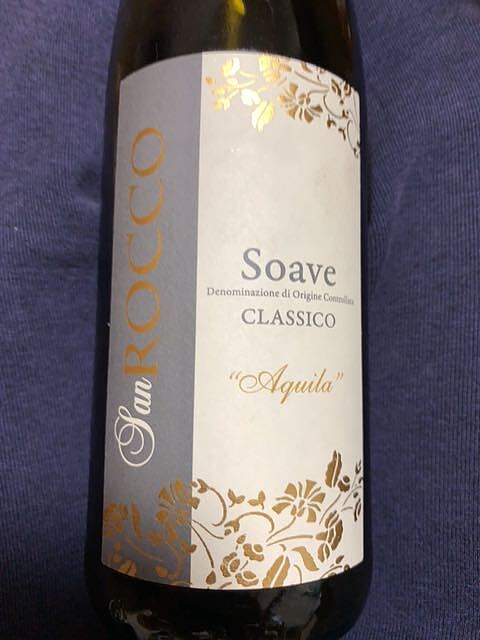 San ROCCO
Soave
Denominazione di Origine Controllata
CLASSICO
"Aquila"